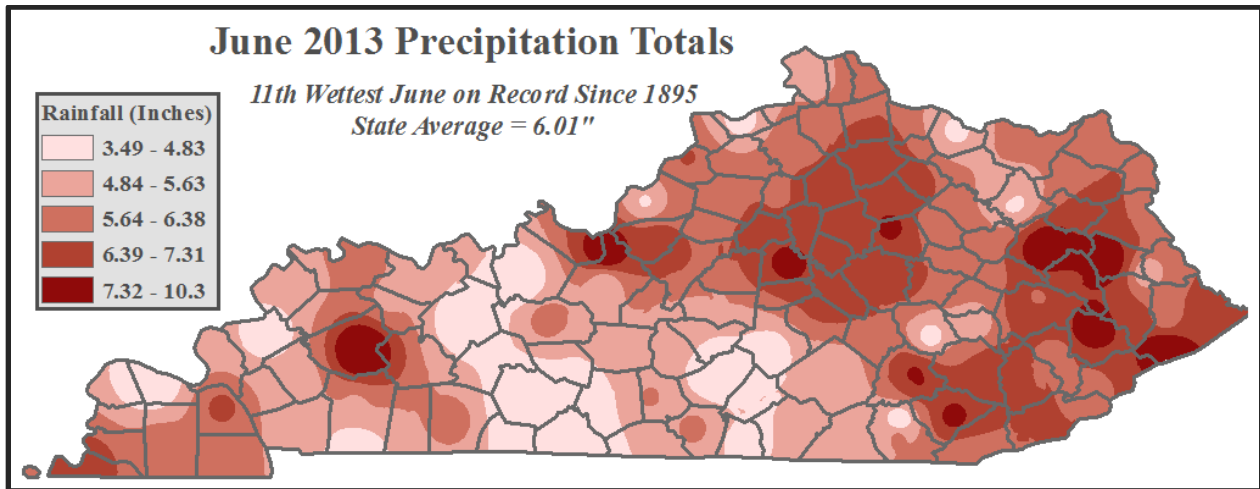 June 2013 Precipitation Totals
11th Wettest June on Record Since 1895
State Average = 6.01"
Rainfall (Inches)
3.49 - 4.83
4.84 - 5.63
5.64 - 6.38
6.39 - 7.31
7.32 - 10.3